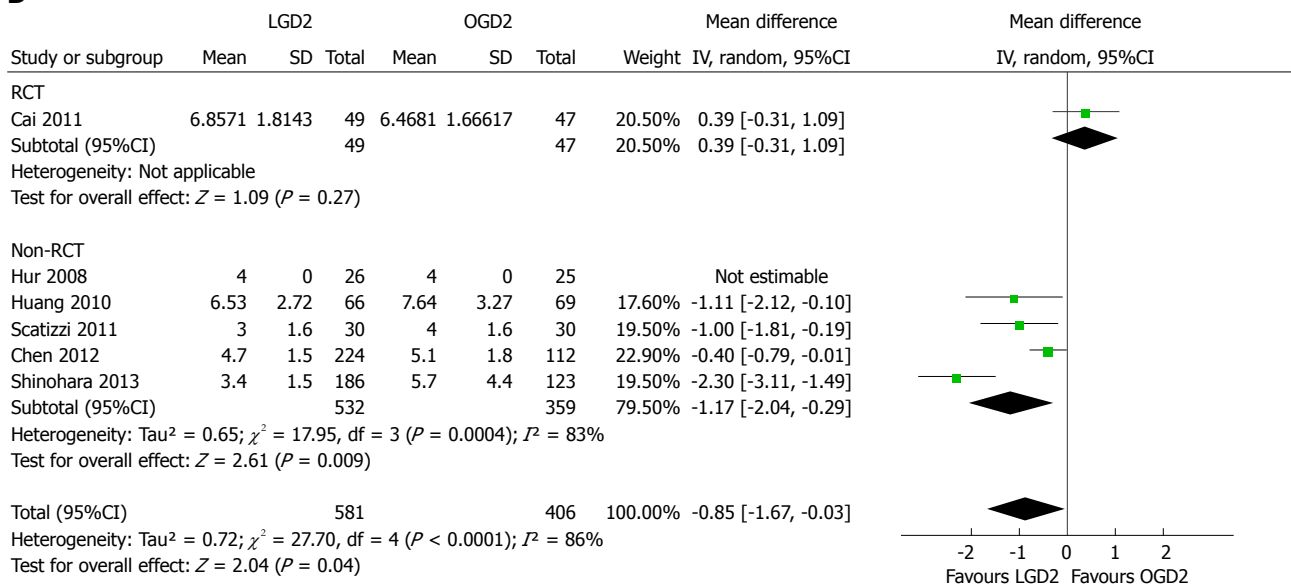 LGD2 OGD2 Mean difference Mean difference
Study or subgroup Mean SD Total Mean SD Total Weight IV, random, 95%CI IV, random, 95%CI
RCT
Cai 2011 6.8571 1.8143 49 6.4681 1.66617 47 20.50% 0.39 [-0.31, 1.09]
Subtotal (95%CI) 49 47 20.50% 0.39 [-0.31, 1.09]
Heterogeneity: Not applicable
Test for overall effect: Z = 1.09 (P = 0.27)
Non-RCT
Hur 2008 4 0 26 4 0 25 Not estimable
Huang 2010 6.53 2.72 66 7.64 3.27 69 17.60% -1.11 [-2.12, -0.10]
Scatizzi 2011 3 1.6 30 4 1.6 30 19.50% -1.00 [-1.81, -0.19]
Chen 2012 4.7 1.5 224 5.1 1.8 112 22.90% -0.40 [-0.79, -0.01]
Shinohara 2013 3.4 1.5 186 5.7 4.4 123 19.50% -2.30 [-3.11, -1.49]
Subtotal (95%CI) 532 359 79.50% -1.17 [-2.04, -0.29]
Heterogeneity: Tau² = 0.65; χ² = 17.95, df = 3 (P = 0.0004); I² = 83%
Test for overall effect: Z = 2.61 (P = 0.009)
Total (95%CI) 581 406 100.00% -0.85 [-1.67, -0.03]
Heterogeneity: Tau² = 0.72; χ² = 27.70, df = 4 (P < 0.0001); I² = 86%
Test for overall effect: Z = 2.04 (P = 0.04)
-2 -1 0 1 2
Favours LGD2 Favours OGD2